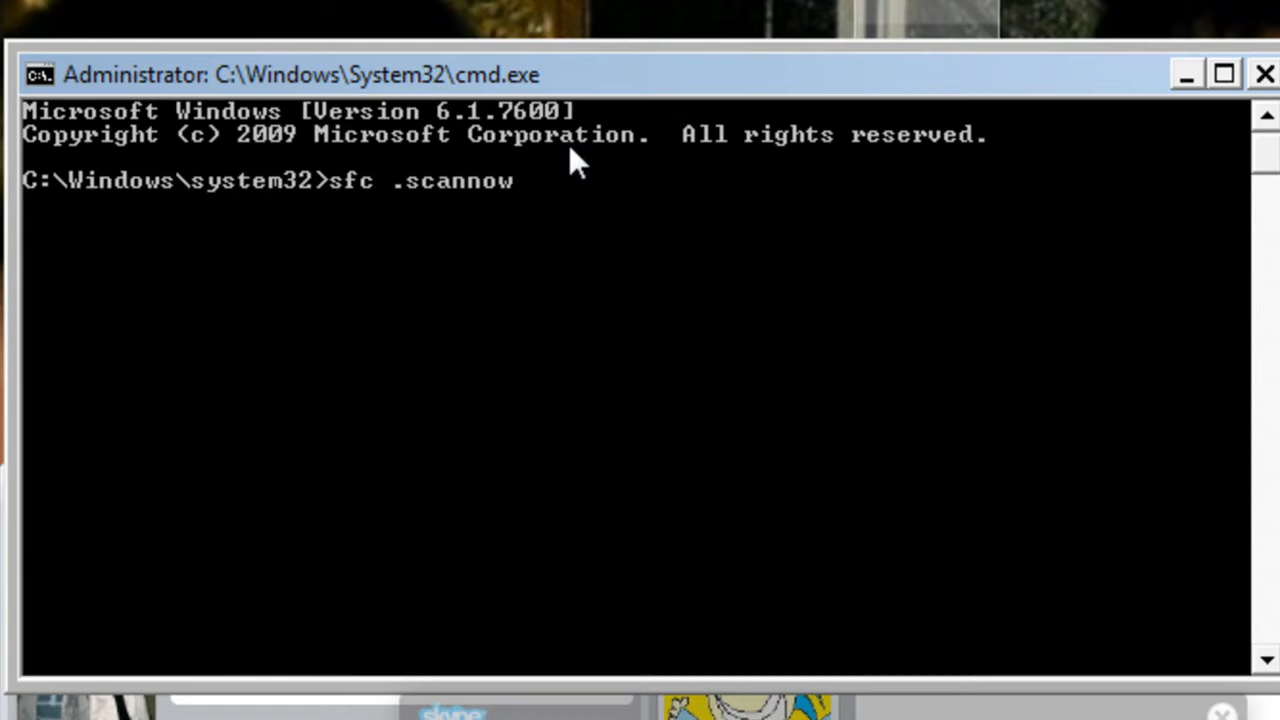 Administrator: C:\Windows\System32\cmd.exe
Microsoft Windows [Version 6.1.7600]
Copyright (c) 2009 Microsoft Corporation.  All rights reserved.
C:\Windows\system32>sfc .scannow
skype